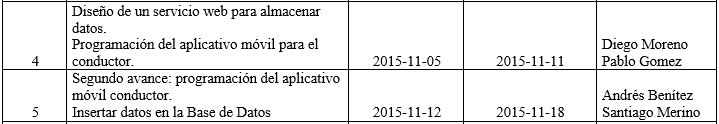 Diseño de un servicio web para almacenar
datos.
Programación del aplicativo móvil para el
4 conductor. 2015-11-05 2015-11-11 Diego Moreno
Pablo Gomez
Segundo avance: programación del aplicativo
móvil conductor.
5 Insertar datos en la Base de Datos 2015-11-12 2015-11-18 Andrés Benítez
Santiago Merino